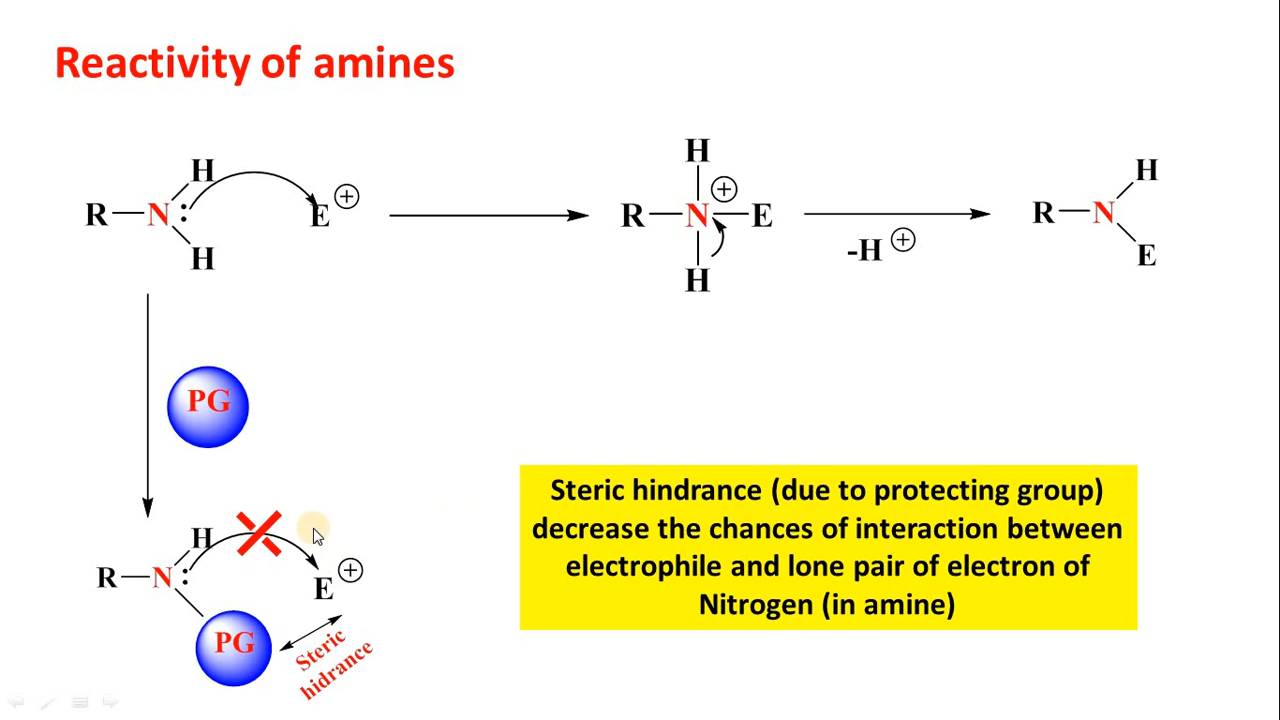 Reactivity of amines
H
R—N:
H
E⊕
H
R—N—E
⊕
H
-H⊕
H
R—N
E
PG
H
R—N:
E⊕
PG
Steric
hidrance
Steric hindrance (due to protecting group)
decrease the chances of interaction between
electrophile and lone pair of electron of
Nitrogen (in amine)